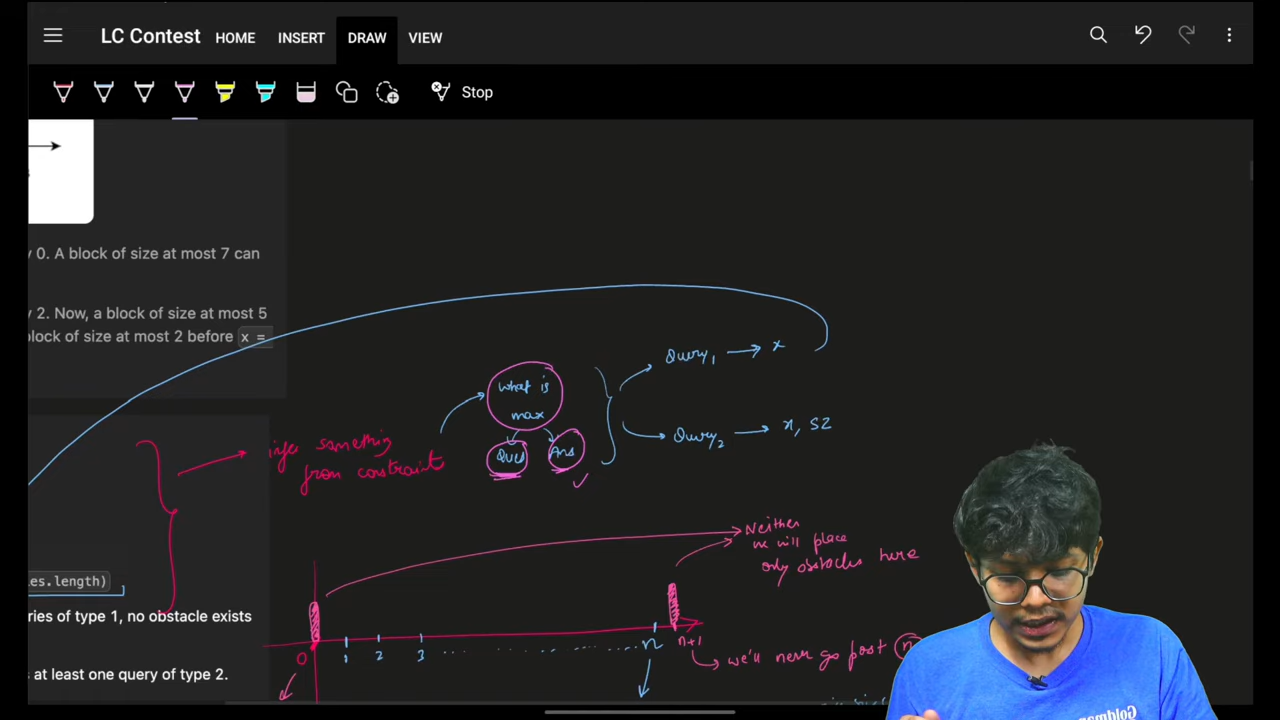 LC Contest HOME INSERT DRAW VIEW
Stop
y 0. A block of size at most 7 can
y 2. Now, a block of size at most 5
block of size at most 2 before x =
Query1 → x
what is
max
Ques Ans
Query2 → x, sz
infer something
from constraint
Neither
we will place
only obstacles here
es.length)
ries of type 1, no obstacle exists
0 1 2 3 n n+1
we'll never go past n
s at least one query of type 2.